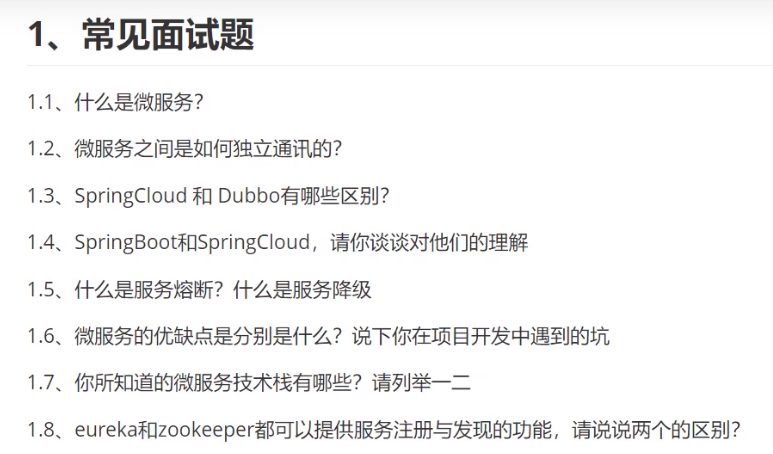 1、常见面试题
1.1、什么是微服务？
1.2、微服务之间是如何独立通讯的？
1.3、SpringCloud 和 Dubbo有哪些区别？
1.4、SpringBoot和SpringCloud，请你谈谈对他们的理解
1.5、什么是服务熔断？什么是服务降级
1.6、微服务的优缺点是分别是什么？说下你在项目开发中遇到的坑
1.7、你所知道的微服务技术栈有哪些？请列举一二
1.8、eureka和zookeeper都可以提供服务注册与发现的功能，请说说两个的区别？